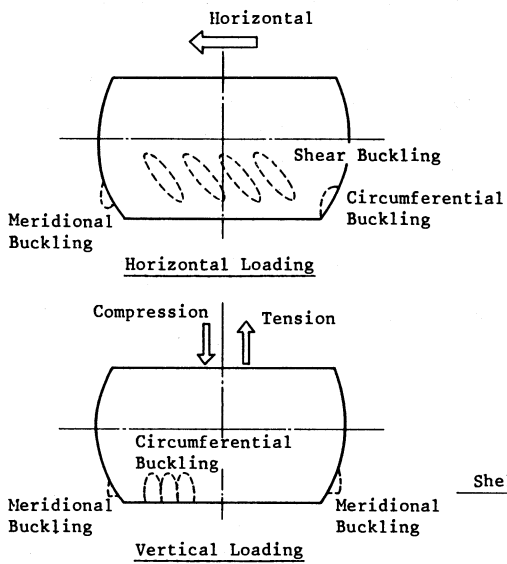 Horizontal
Shear Buckling
Meridional
Buckling
Circumferential
Buckling
Horizontal Loading
Compression
Tension
Circumferential
Buckling
Meridional
Buckling
Meridional
Buckling
She
Vertical Loading